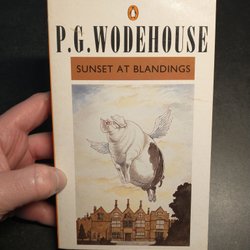 P.G.WODEHOUSE
SUNSET AT BLANDINGS